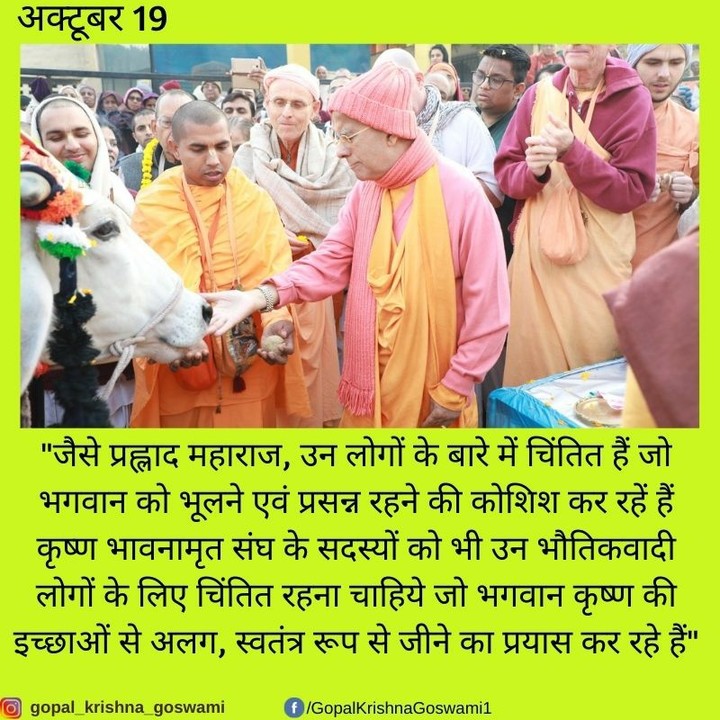 अक्टूबर 19
"जैसे प्रह्लाद महाराज, उन लोगों के बारे में चिंतित हैं जो
भगवान को भूलने एवं प्रसन्न रहने की कोशिश कर रहें हैं
कृष्ण भावनामृत संघ के सदस्यों को भी उन भौतिकवादी
लोगों के लिए चिंतित रहना चाहिये जो भगवान कृष्ण की
इच्छाओं से अलग, स्वतंत्र रूप से जीने का प्रयास कर रहे हैं"
gopal_krishna_goswami
/GopalKrishnaGoswami1